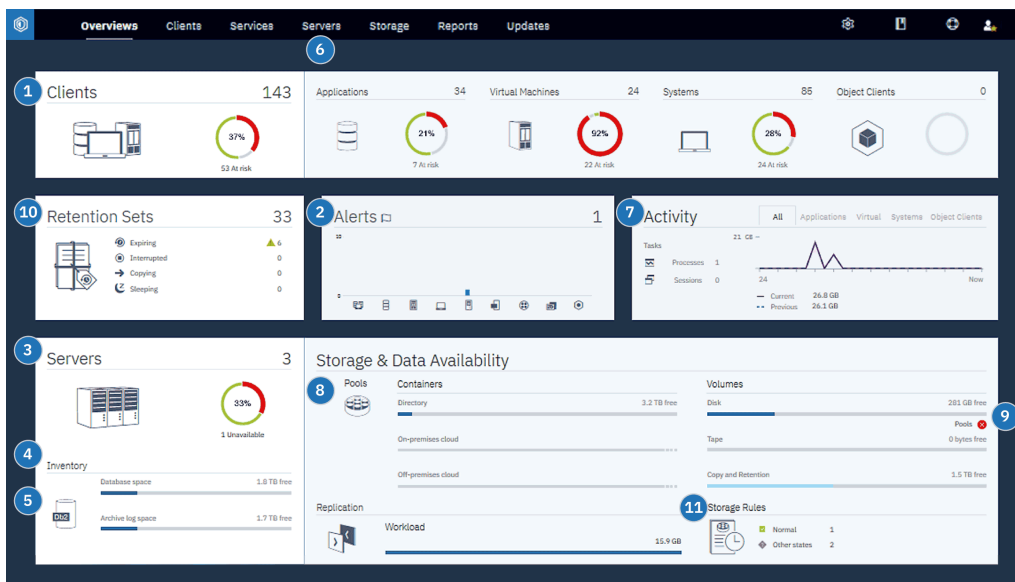 Overviews Clients Services Servers Storage Reports Updates
6
1 Clients 143
37%
53 At risk
Applications 34
21%
7 At risk
Virtual Machines 24
92%
22 At risk
Systems 85
28%
24 At risk
Object Clients 0
10 Retention Sets 33
Expiring 6
Interrupted 0
Copying 0
Sleeping 0
2 Alerts 1
10
0
7 Activity
All Applications Virtual Systems Object Clients
Tasks
Processes 1
Sessions 0
21 GB
24 Now
Current 26.8 GB
Previous 26.1 GB
3 Servers 3
33%
1 Unavailable
4
Inventory
Database space 1.8 TB free
5
Db2
Archive log space 1.7 TB free
Storage & Data Availability
8
Pools
Containers
Directory 3.2 TB free
On-premises cloud
Off-premises cloud
Volumes
Disk 281 GB free
9
Pools
Tape 0 bytes free
Copy and Retention 1.5 TB free
Replication
Workload
15.9 GB
11 Storage Rules
Normal 1
Other states 2